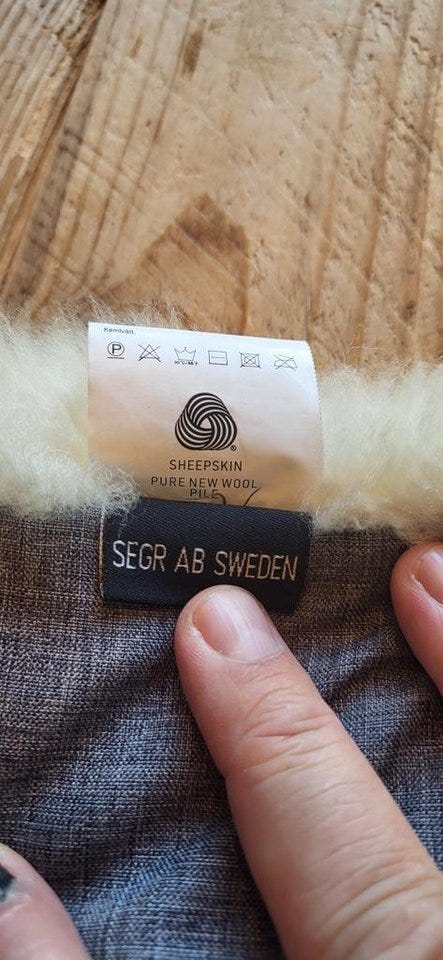 Kemtvätt.
P
SHEEPSKIN
PURE NEW WOOL
PILE
SEGR AB SWEDEN